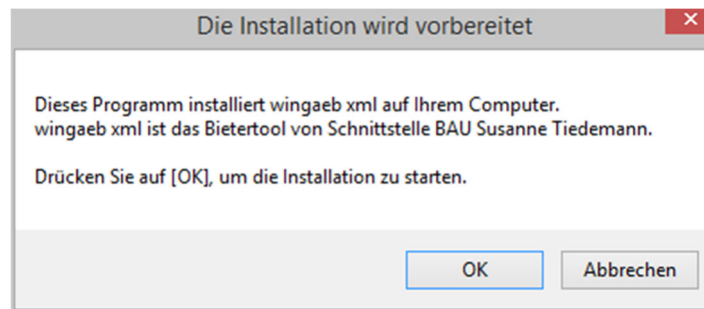 Die Installation wird vorbereitet
Dieses Programm installiert wingaeb xml auf Ihrem Computer.
wingaeb xml ist das Bietertool von Schnittstelle BAU Susanne Tiedemann.
Drücken Sie auf [OK], um die Installation zu starten.
OK Abbrechen